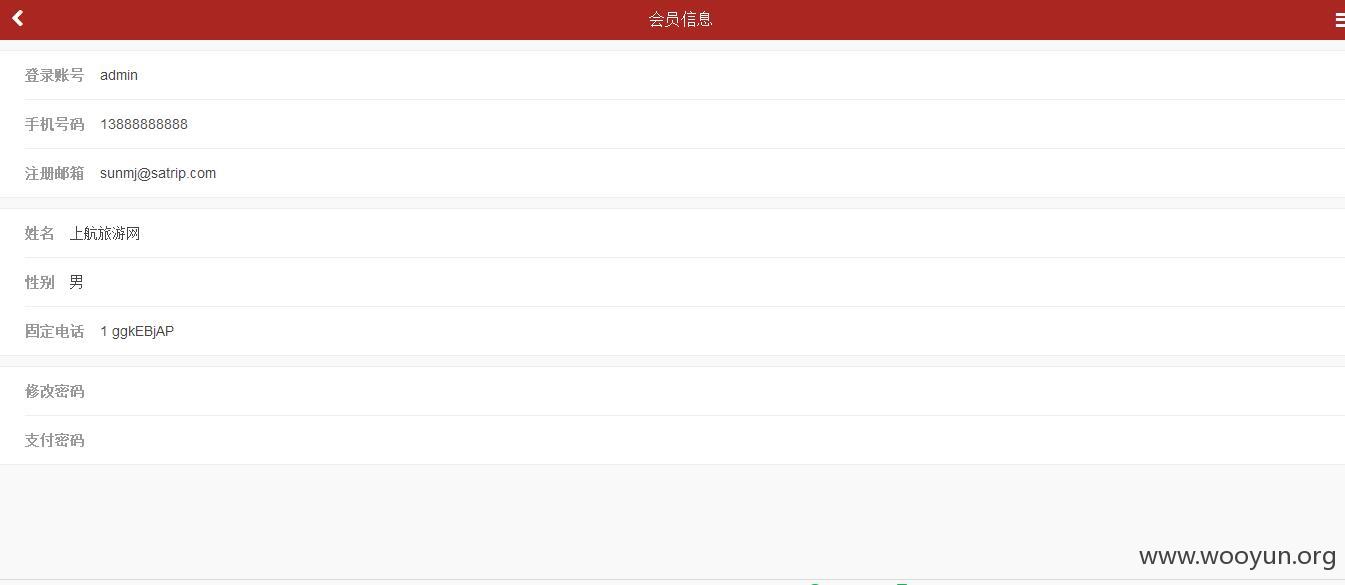 会员信息
登录账号 admin
手机号码 13888888888
注册邮箱 sunmj@satrip.com
姓名 上航旅游网
性别 男
固定电话 1 ggkEBjAP
修改密码
支付密码
www.wooyun.org